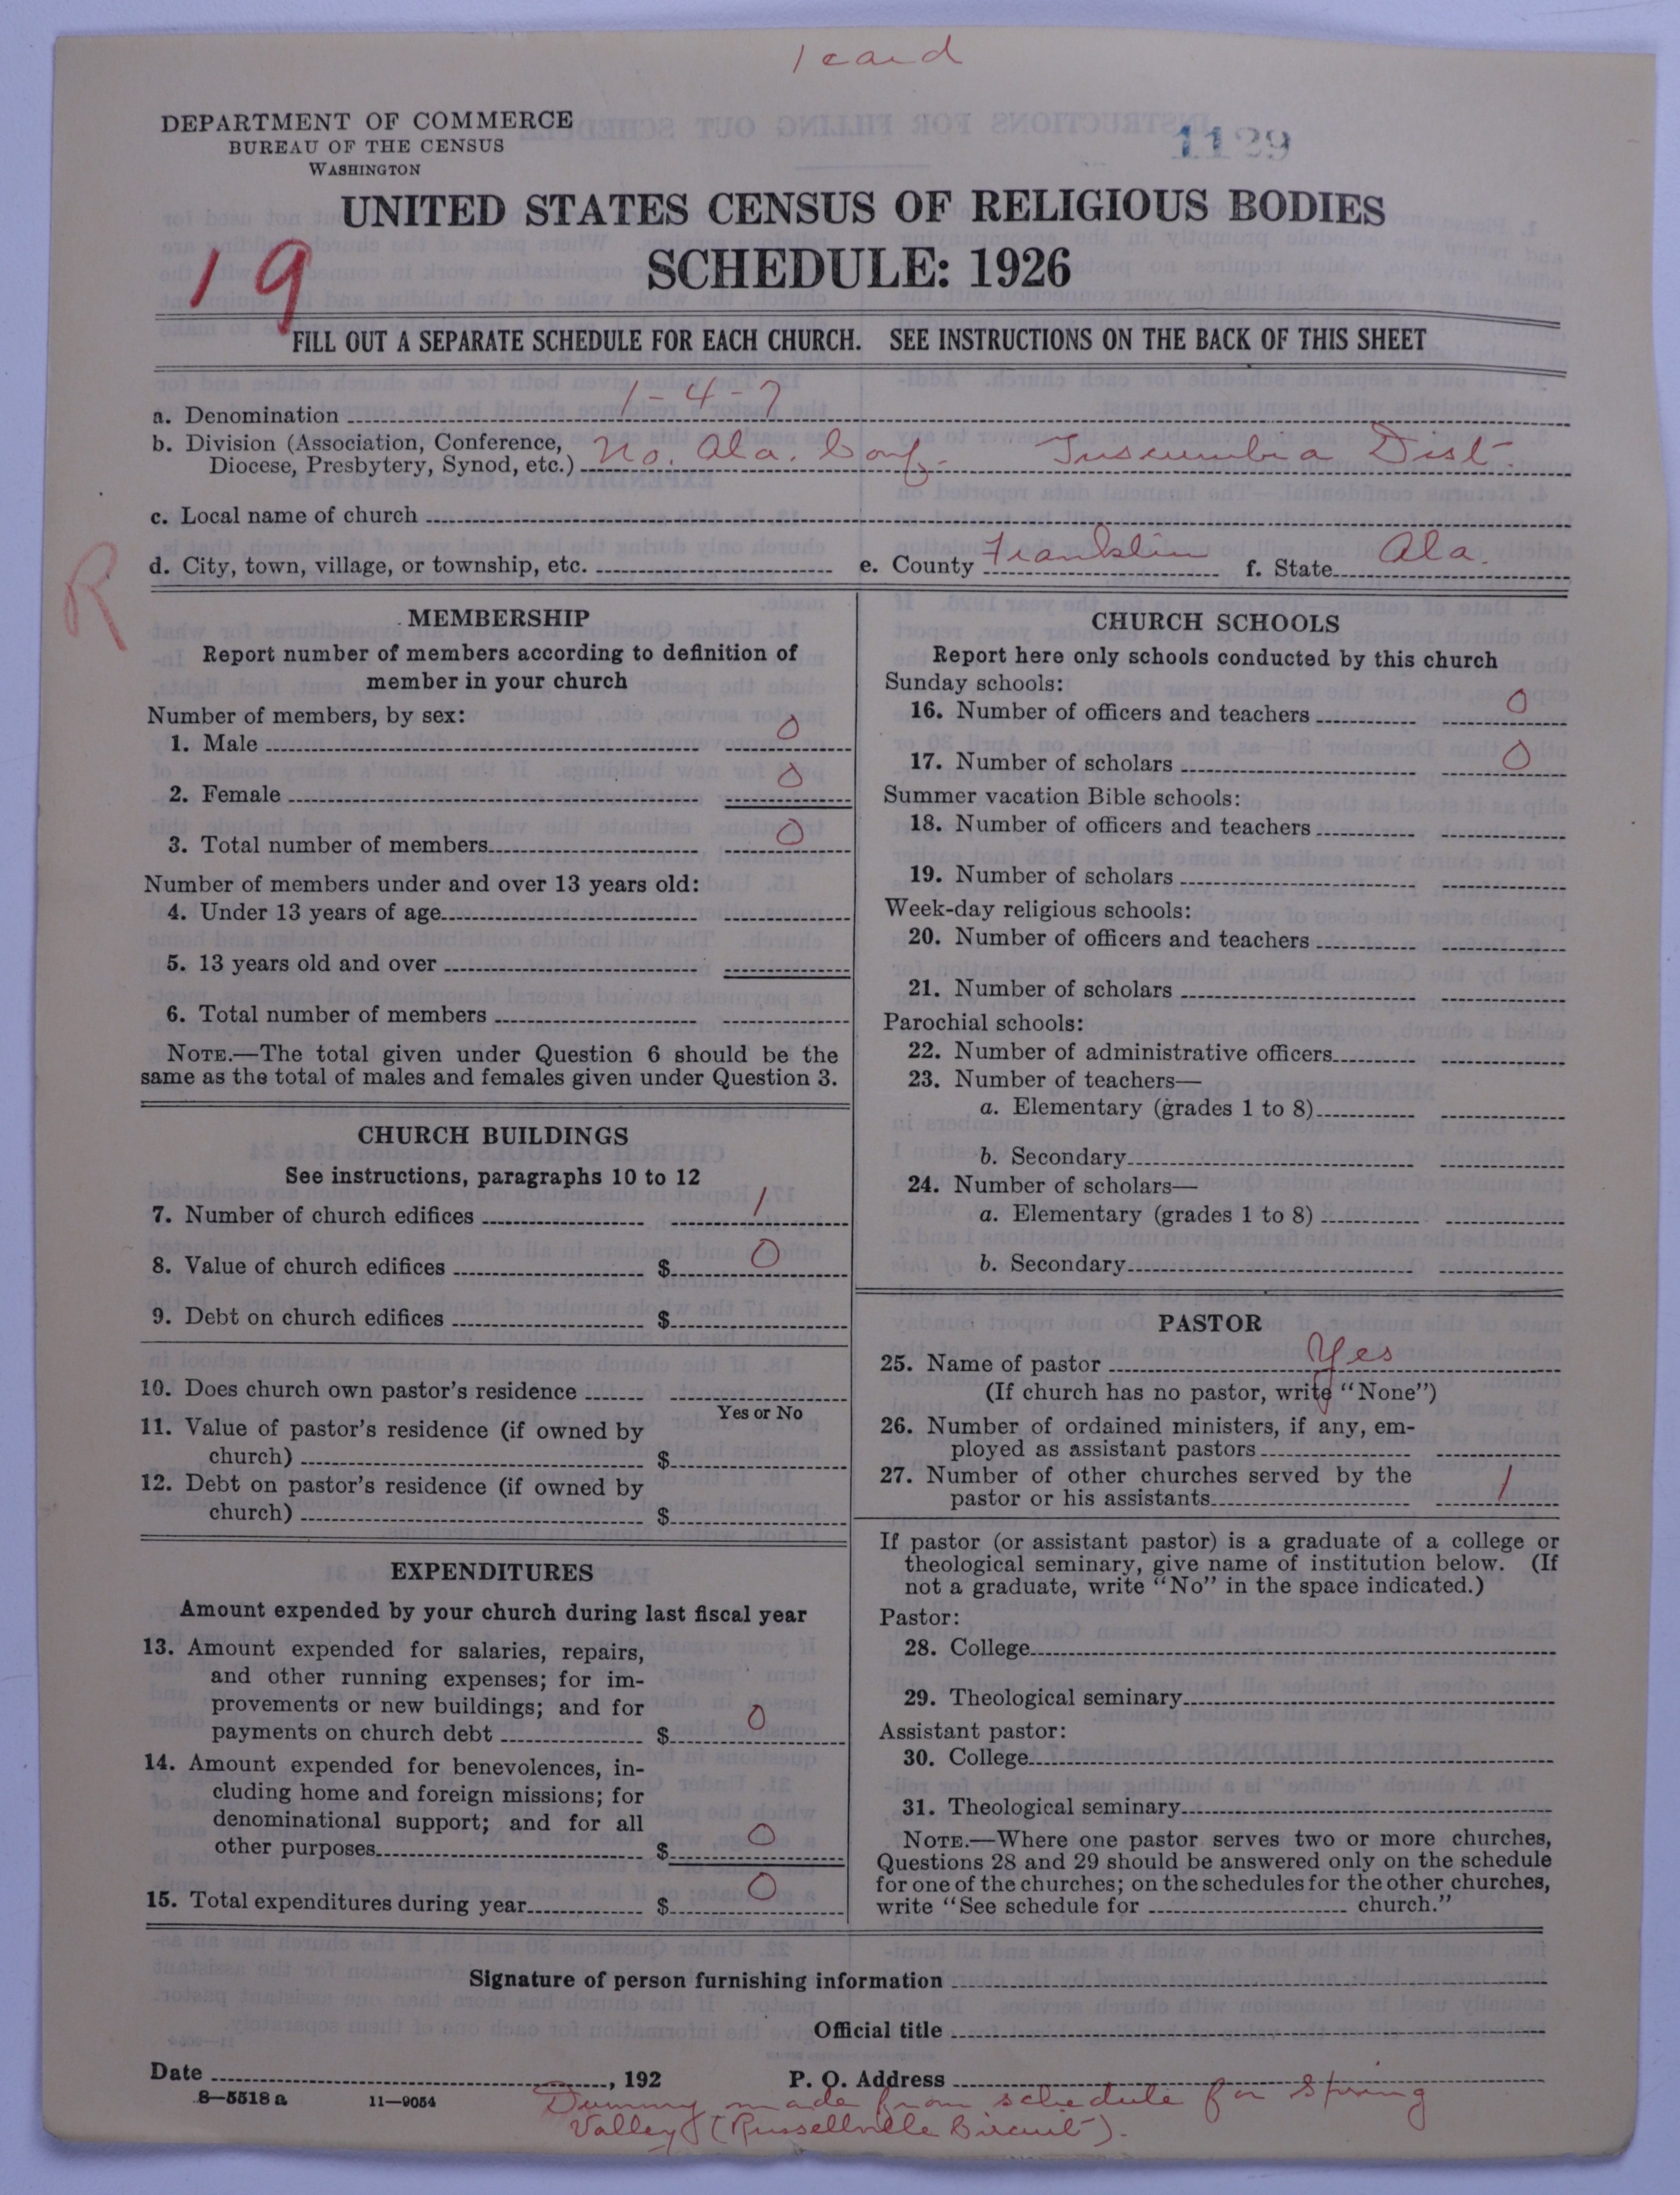 1 card
DEPARTMENT OF COMMERCE
BUREAU OF THE CENSUS
WASHINGTON
1129
UNITED STATES CENSUS OF RELIGIOUS BODIES
SCHEDULE: 1926
19
FILL OUT A SEPARATE SCHEDULE FOR EACH CHURCH. SEE INSTRUCTIONS ON THE BACK OF THIS SHEET
a. Denomination 1-4-7
b. Division (Association, Conference,
Diocese, Presbytery, Synod, etc.) No. Ala. Conf. Tuscumbia Dist.
c. Local name of church
R
d. City, town, village, or township, etc. e. County Franklin f. State Ala.
MEMBERSHIP
Report number of members according to definition of
member in your church
Number of members, by sex:
1. Male 0
2. Female 0
3. Total number of members 0
Number of members under and over 13 years old:
4. Under 13 years of age
5. 13 years old and over
6. Total number of members
NOTE.—The total given under Question 6 should be the
same as the total of males and females given under Question 3.
CHURCH BUILDINGS
See instructions, paragraphs 10 to 12
7. Number of church edifices 1
8. Value of church edifices $ 0
9. Debt on church edifices $
10. Does church own pastor's residence
Yes or No
11. Value of pastor's residence (if owned by
church) $
12. Debt on pastor's residence (if owned by
church) $
EXPENDITURES
Amount expended by your church during last fiscal year
13. Amount expended for salaries, repairs,
and other running expenses; for im-
provements or new buildings; and for
payments on church debt $ 0
14. Amount expended for benevolences, in-
cluding home and foreign missions; for
denominational support; and for all
other purposes $ 0
15. Total expenditures during year $ 0
CHURCH SCHOOLS
Report here only schools conducted by this church
Sunday schools:
16. Number of officers and teachers 0
17. Number of scholars 0
Summer vacation Bible schools:
18. Number of officers and teachers
19. Number of scholars
Week-day religious schools:
20. Number of officers and teachers
21. Number of scholars
Parochial schools:
22. Number of administrative officers
23. Number of teachers—
a. Elementary (grades 1 to 8)
b. Secondary
24. Number of scholars—
a. Elementary (grades 1 to 8)
b. Secondary
PASTOR
25. Name of pastor Yes
(If church has no pastor, write "None")
26. Number of ordained ministers, if any, em-
ployed as assistant pastors
27. Number of other churches served by the
pastor or his assistants 1
If pastor (or assistant pastor) is a graduate of a college or
theological seminary, give name of institution below. (If
not a graduate, write "No" in the space indicated.)
Pastor:
28. College
29. Theological seminary
Assistant pastor:
30. College
31. Theological seminary
NOTE.—Where one pastor serves two or more churches,
Questions 28 and 29 should be answered only on the schedule
for one of the churches; on the schedules for the other churches,
write "See schedule for church."
Signature of person furnishing information
Official title
Date , 192 P. O. Address
8—5518 a 11—9054
Dummy made from schedule for Spring
Valley (Russellville Circuit).